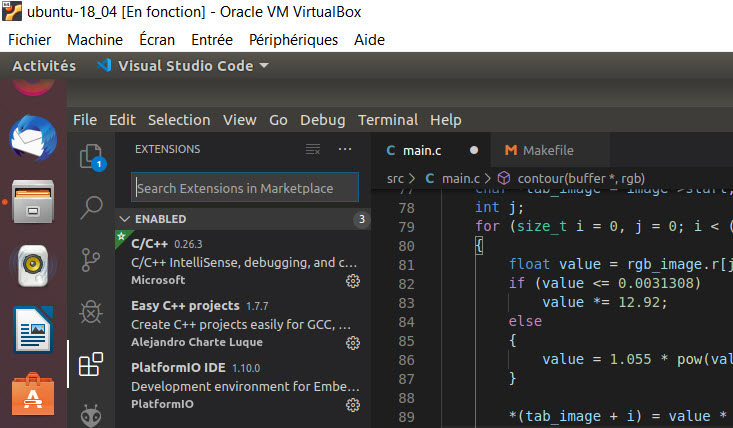 ubuntu-18_04 [En fonction] - Oracle VM VirtualBox
Fichier Machine Écran Entrée Périphériques Aide
Activités Visual Studio Code
File Edit Selection View Go Debug Terminal Help
1
EXTENSIONS
Search Extensions in Marketplace
ENABLED 3
C/C++ 0.26.3
C/C++ IntelliSense, debugging, and c...
Microsoft
Easy C++ projects 1.7.7
Create C++ projects easily for GCC, ...
Alejandro Charte Luque
PlatformIO IDE 1.10.0
Development environment for Embe...
PlatformIO
C main.c M Makefile
src > C main.c > contour(buffer *, rgb)
77 char *tab_image = image->start;
78 int j;
79 for (size_t i = 0, j = 0; i < (
80 {
81 float value = rgb_image.r[j
82 if (value <= 0.0031308)
83 value *= 12.92;
84 else
85 {
86 value = 1.055 * pow(val
87 }
88
89 *(tab_image + i) = value *